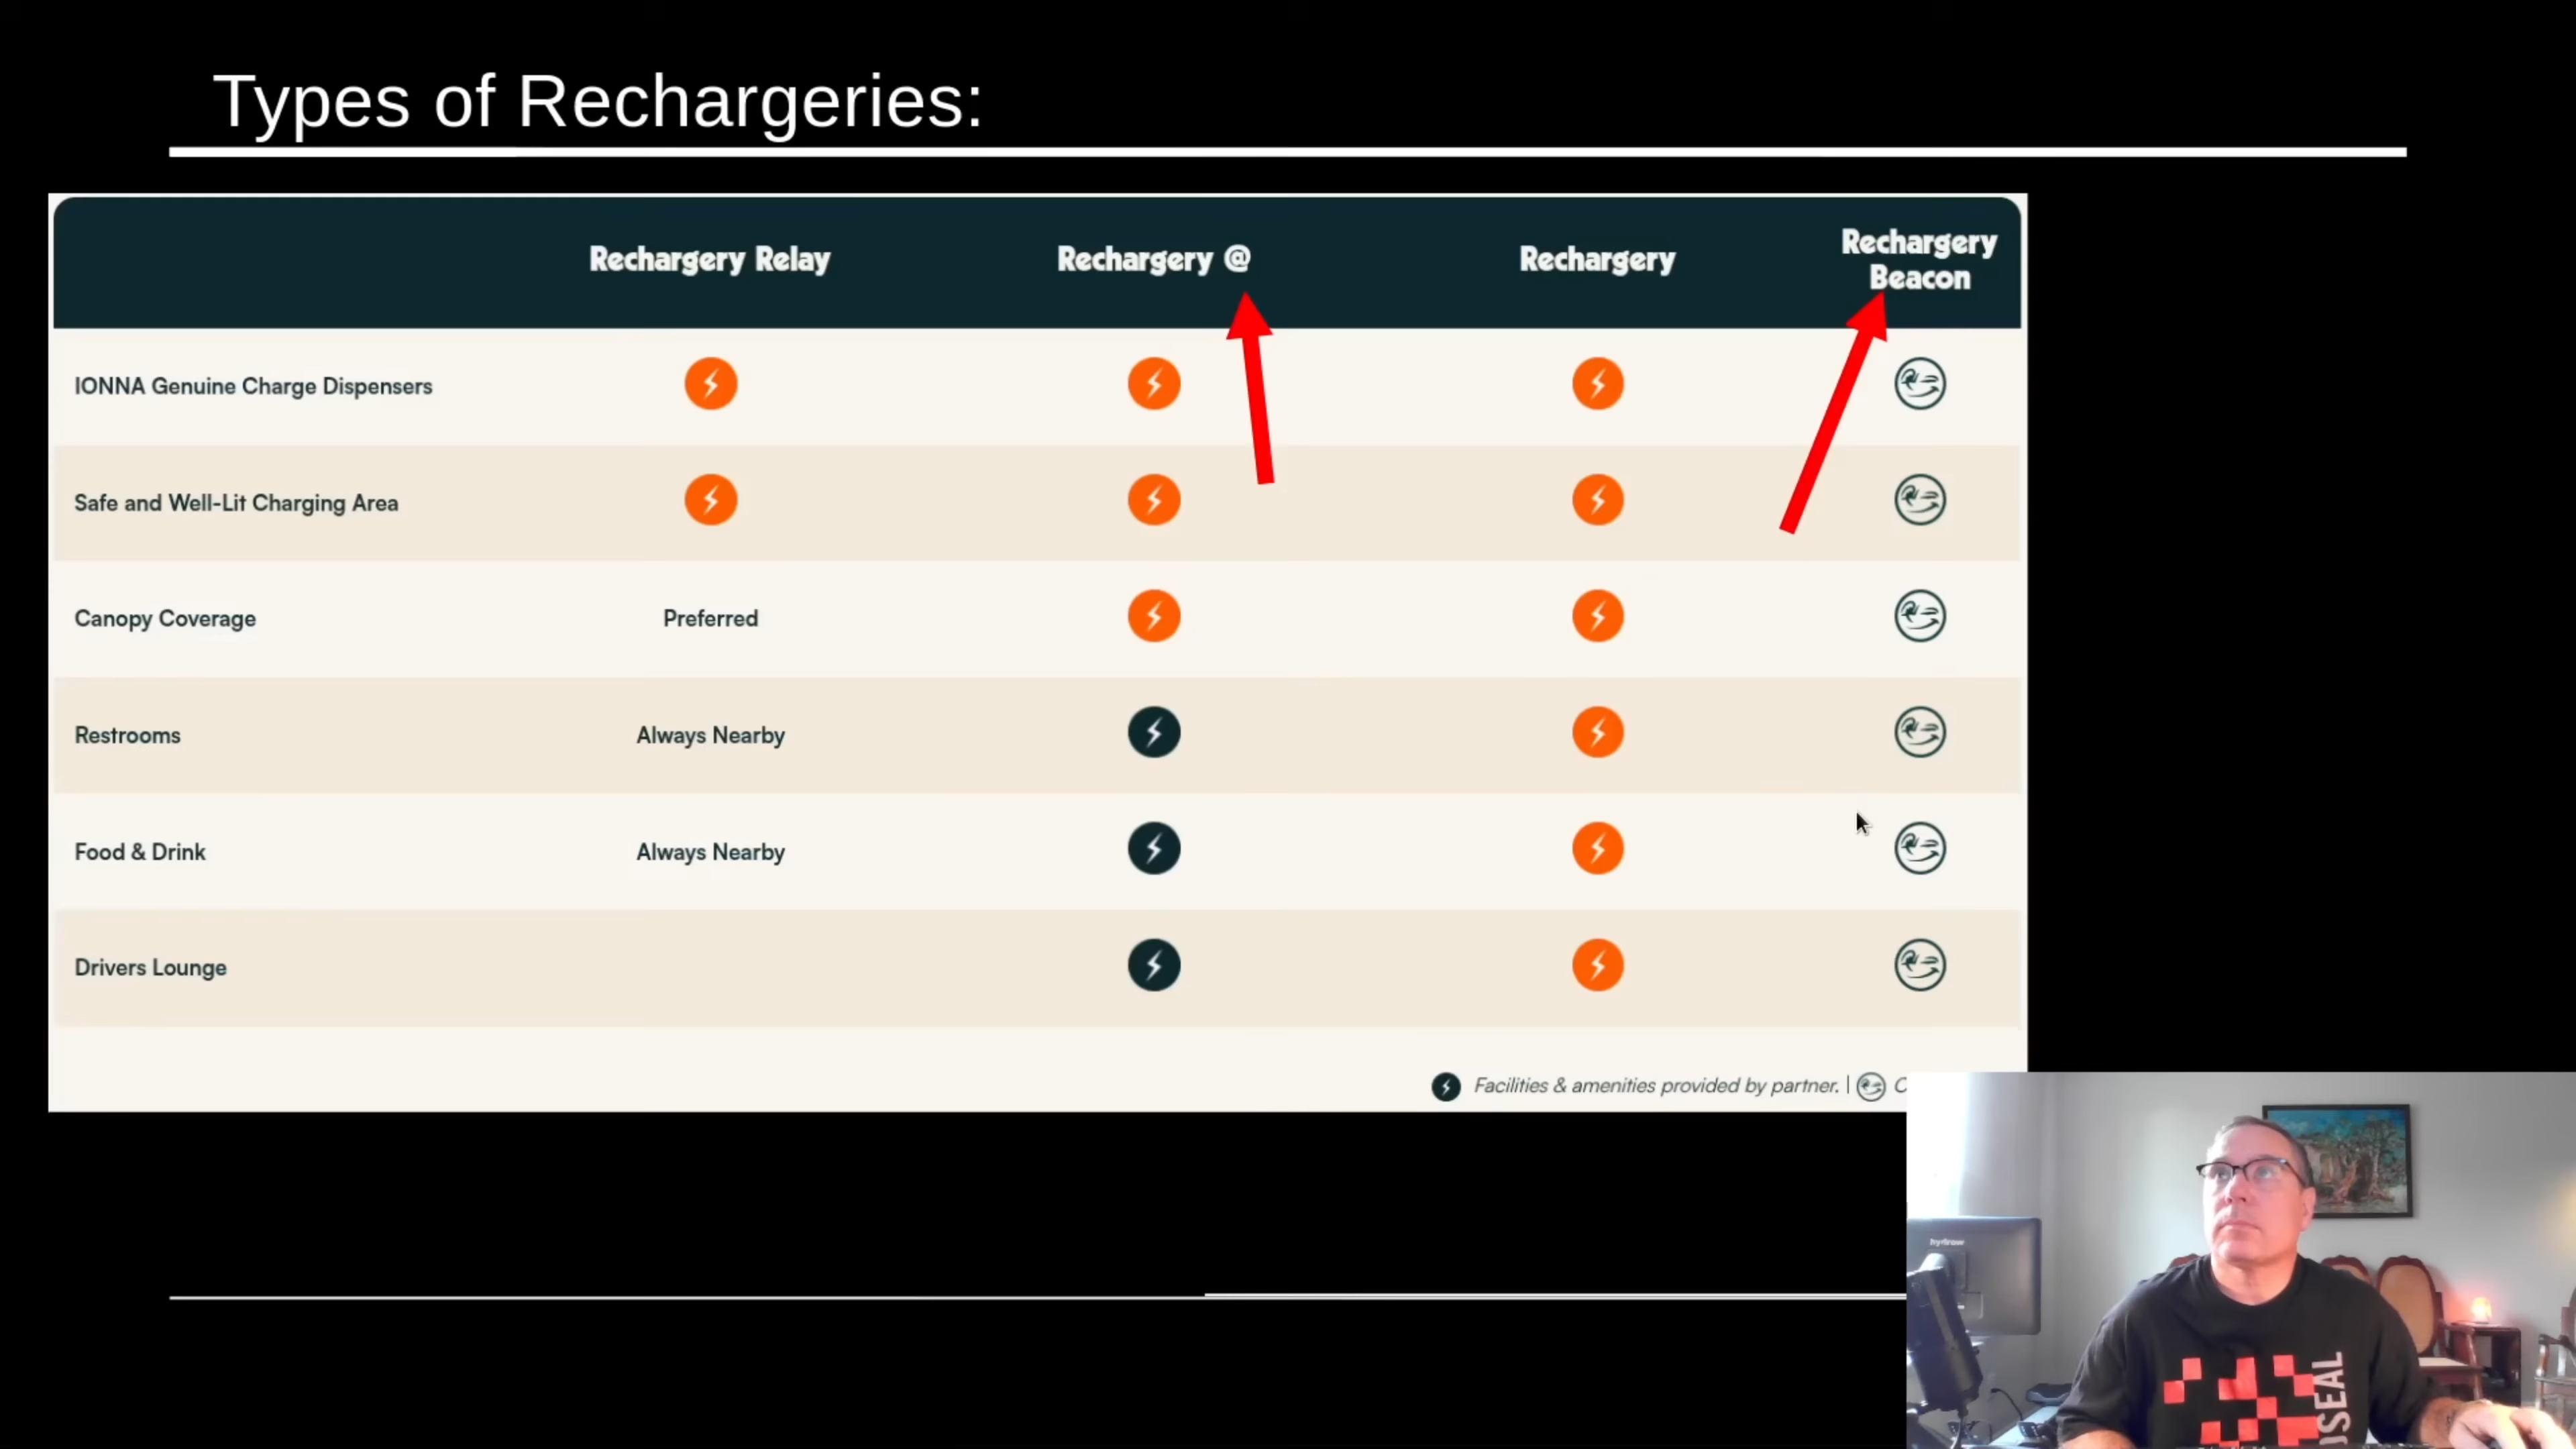 Types of Rechargeries:
Rechargery Relay
Rechargery @
Rechargery
Rechargery
Beacon
IONNA Genuine Charge Dispensers
Safe and Well-Lit Charging Area
Canopy Coverage
Preferred
Restrooms
Always Nearby
Food & Drink
Always Nearby
Drivers Lounge
Facilities & amenities provided by partner. |